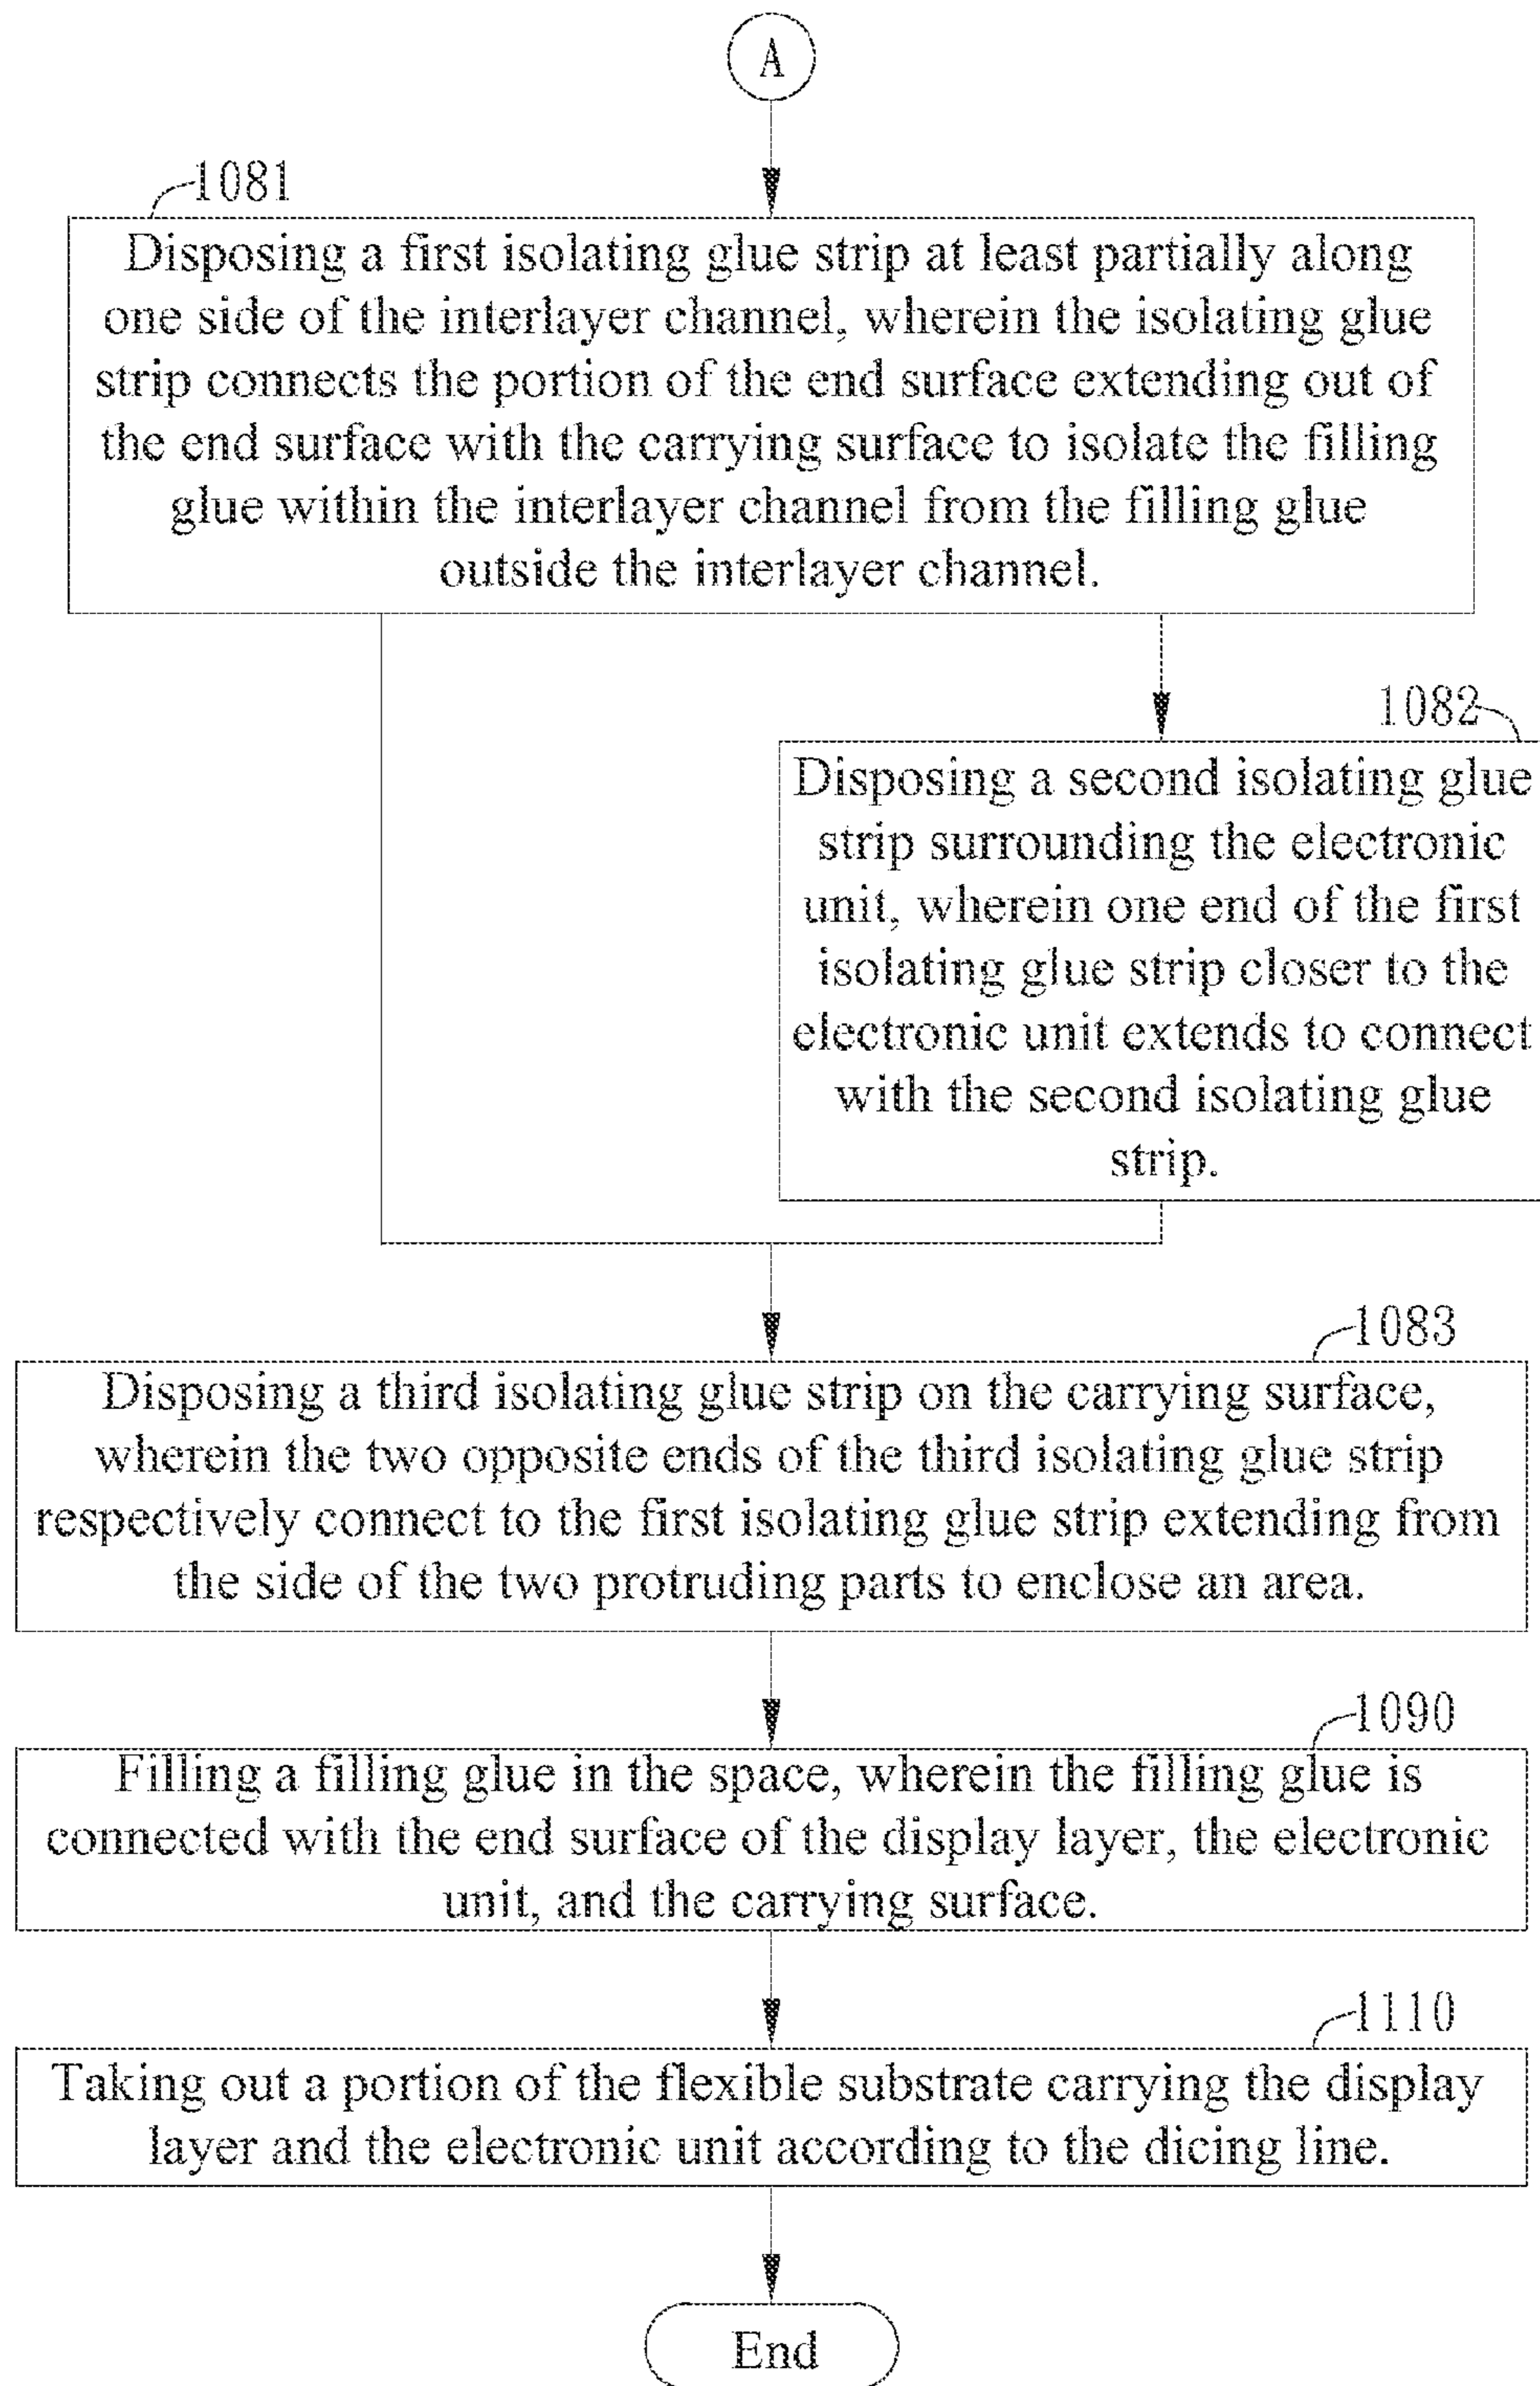 A
1081
Disposing a first isolating glue strip at least partially along
one side of the interlayer channel, wherein the isolating glue
strip connects the portion of the end surface extending out of
the end surface with the carrying surface to isolate the filling
glue within the interlayer channel from the filling glue
outside the interlayer channel.
1082
Disposing a second isolating glue
strip surrounding the electronic
unit, wherein one end of the first
isolating glue strip closer to the
electronic unit extends to connect
with the second isolating glue
strip.
1083
Disposing a third isolating glue strip on the carrying surface,
wherein the two opposite ends of the third isolating glue strip
respectively connect to the first isolating glue strip extending from
the side of the two protruding parts to enclose an area.
1090
Filling a filling glue in the space, wherein the filling glue is
connected with the end surface of the display layer, the electronic
unit, and the carrying surface.
1110
Taking out a portion of the flexible substrate carrying the display
layer and the electronic unit according to the dicing line.
End